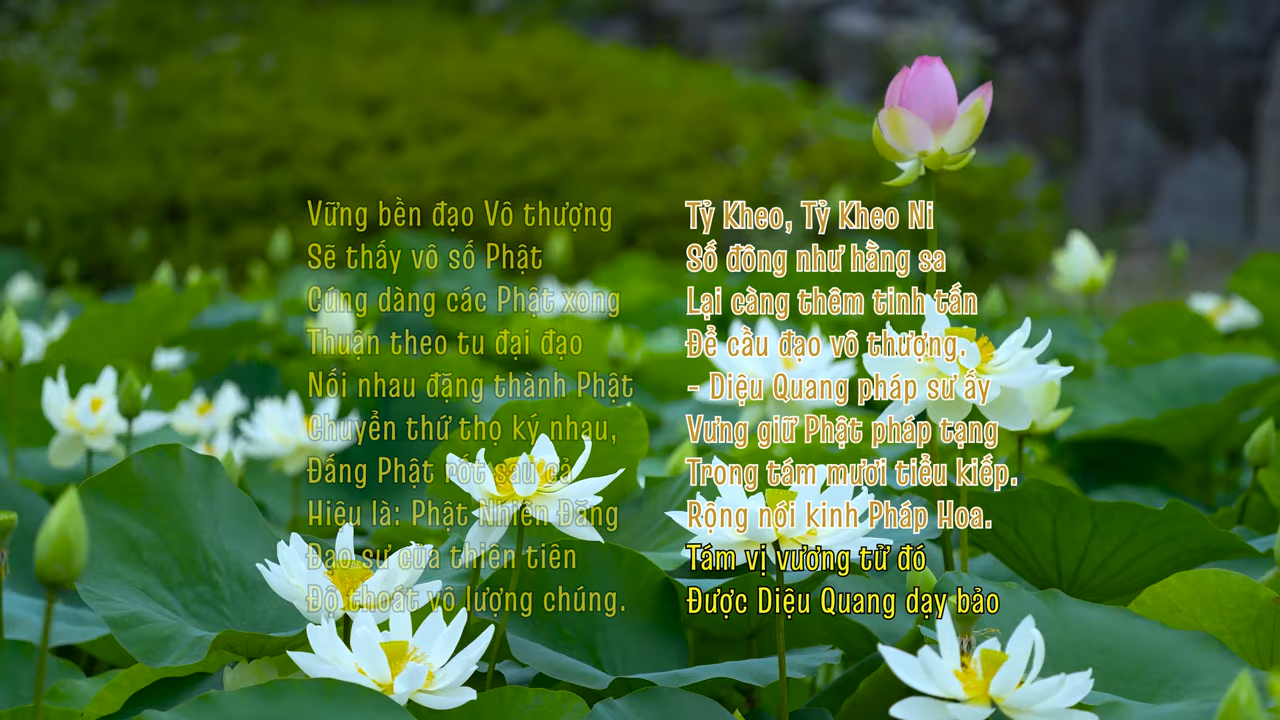 Vững bền đạo Vô thượng
Sẽ thấy vô số Phật
Cúng dàng các Phật xong
Thuận theo tu đại đạo
Nối nhau đặng thành Phật
Chuyển thứ thọ ký nhau,
Đấng Phật rốt sau cả
Hiệu là: Phật Nhiên Đăng
Đạo sư của thiên tiên
Độ thoát vô lượng chúng.
Tỷ Kheo, Tỷ Kheo Ni
Số đông như hằng sa
Lại càng thêm tinh tấn
Để cầu đạo vô thượng.
- Diệu Quang pháp sư ấy
Vưng giữ Phật pháp tạng
Trong tám mươi tiểu kiếp.
Rộng nói kinh Pháp Hoa.
Tám vị vương tử đó
Được Diệu Quang dạy bảo